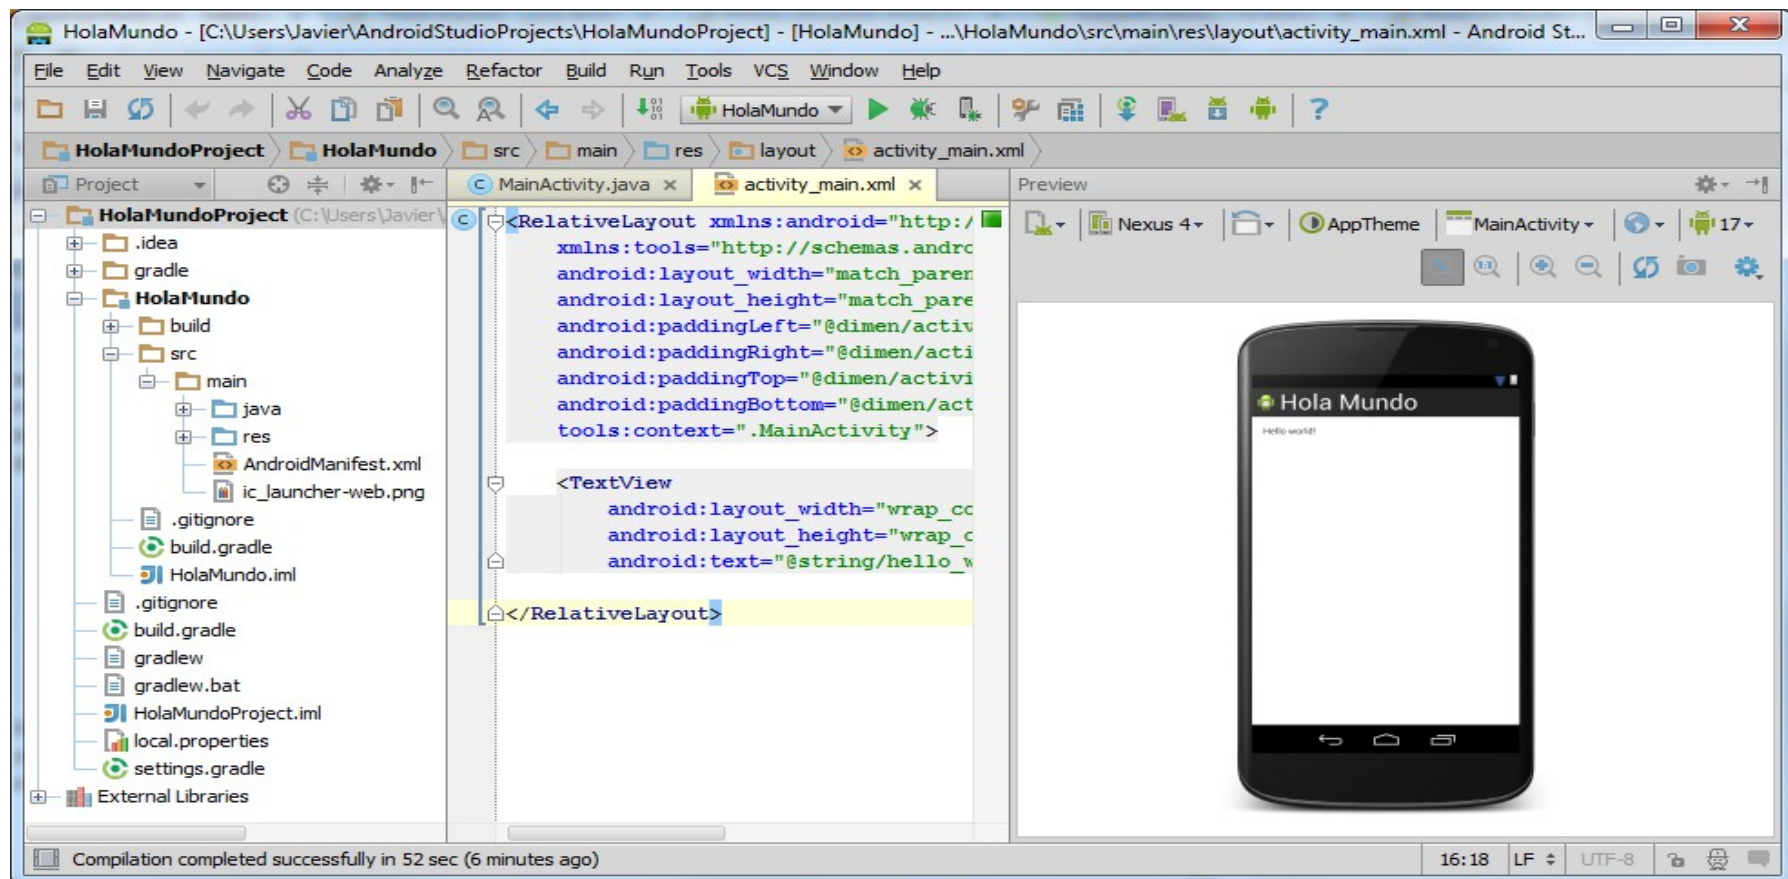 HolaMundo - [C:\Users\Javier\AndroidStudioProjects\HolaMundoProject] - [HolaMundo] - ...\HolaMundo\src\main\res\layout\activity_main.xml - Android St...
File Edit View Navigate Code Analyze Refactor Build Run Tools VCS Window Help
HolaMundo
HolaMundoProject HolaMundo src main res layout activity_main.xml
Project
HolaMundoProject (C:\Users\Javier\
.idea
gradle
HolaMundo
build
src
main
java
res
AndroidManifest.xml
ic_launcher-web.png
.gitignore
build.gradle
HolaMundo.iml
.gitignore
build.gradle
gradlew
gradlew.bat
HolaMundoProject.iml
local.properties
settings.gradle
External Libraries
MainActivity.java activity_main.xml
<RelativeLayout xmlns:android="http:/
xmlns:tools="http://schemas.andro
android:layout_width="match_paren
android:layout_height="match_pare
android:paddingLeft="@dimen/activ
android:paddingRight="@dimen/acti
android:paddingTop="@dimen/activi
android:paddingBottom="@dimen/act
tools:context=".MainActivity">
<TextView
android:layout_width="wrap_co
android:layout_height="wrap_c
android:text="@string/hello_w
</RelativeLayout>
Preview
Nexus 4 AppTheme MainActivity 17
1:1
Hola Mundo
Hello world!
Compilation completed successfully in 52 sec (6 minutes ago)
16:18 LF UTF-8